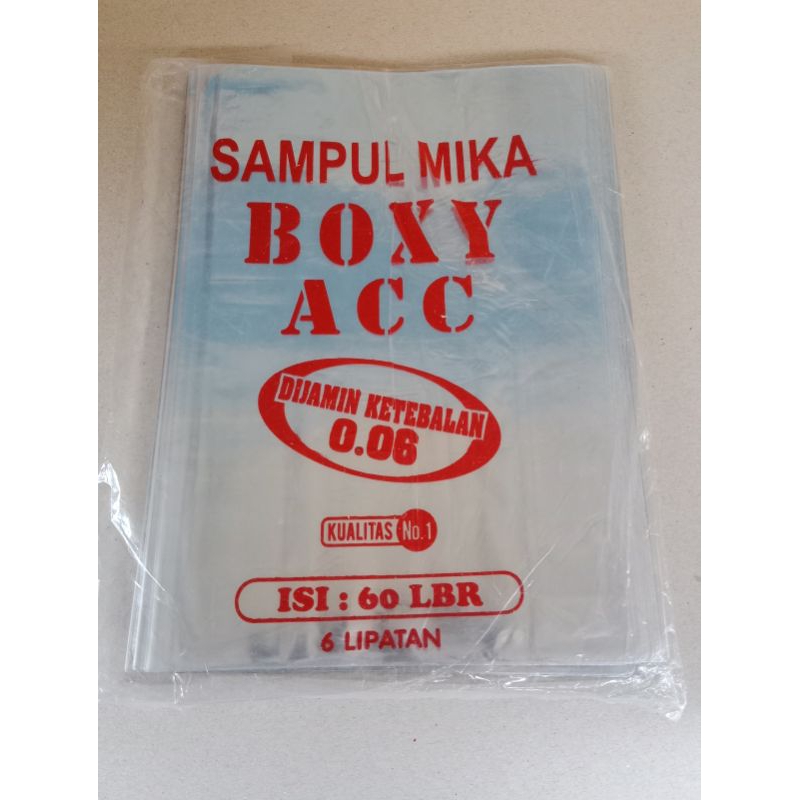 SAMPUL MIKA
BOXY
ACC
DIJAMIN KETEBALAN
0.06
KUALITAS No.1
ISI : 60 LBR
6 LIPATAN